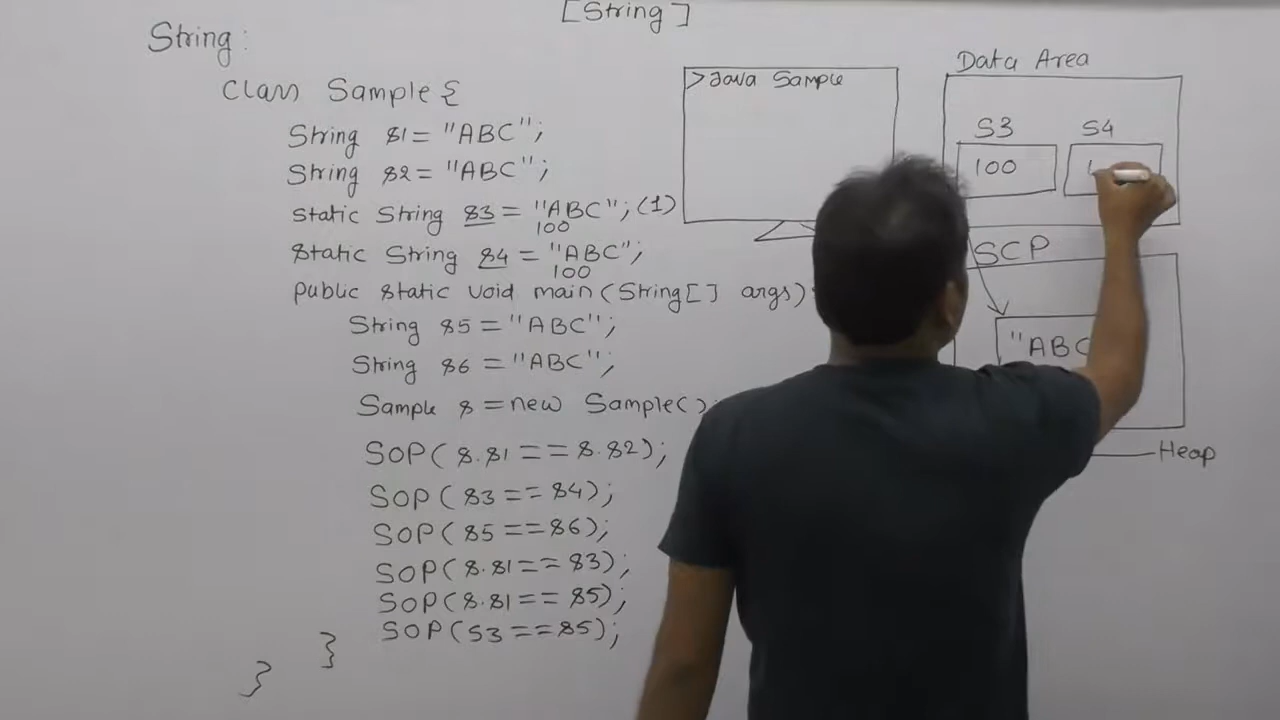 [String]
String:
Class Sample {
String s1 = "ABC";
String s2 = "ABC";
static String s3 = "ABC"; (1)
100
static String s4 = "ABC";
100
public static void main(String[] args)
String s5 = "ABC";
String s6 = "ABC";
Sample s = new Sample();
SOP(s.s1 == s.s2);
SOP(s3 == s4);
SOP(s5 == s6);
SOP(s.s1 == s3);
SOP(s.s1 == s5);
SOP(s3 == s5);
}
}
>Java Sample
Data Area
S3 S4
100
SCP
"ABC
Heap